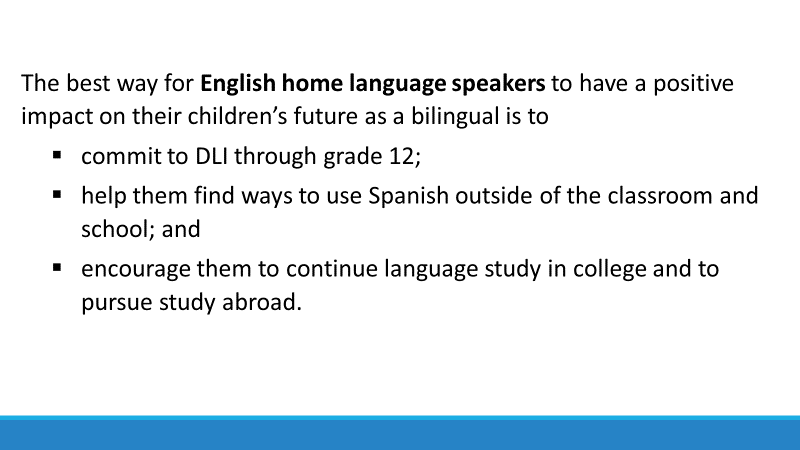 The best way for English home language speakers to have a positive
impact on their children’s future as a bilingual is to
▪ commit to DLI through grade 12;
▪ help them find ways to use Spanish outside of the classroom and
school; and
▪ encourage them to continue language study in college and to
pursue study abroad.